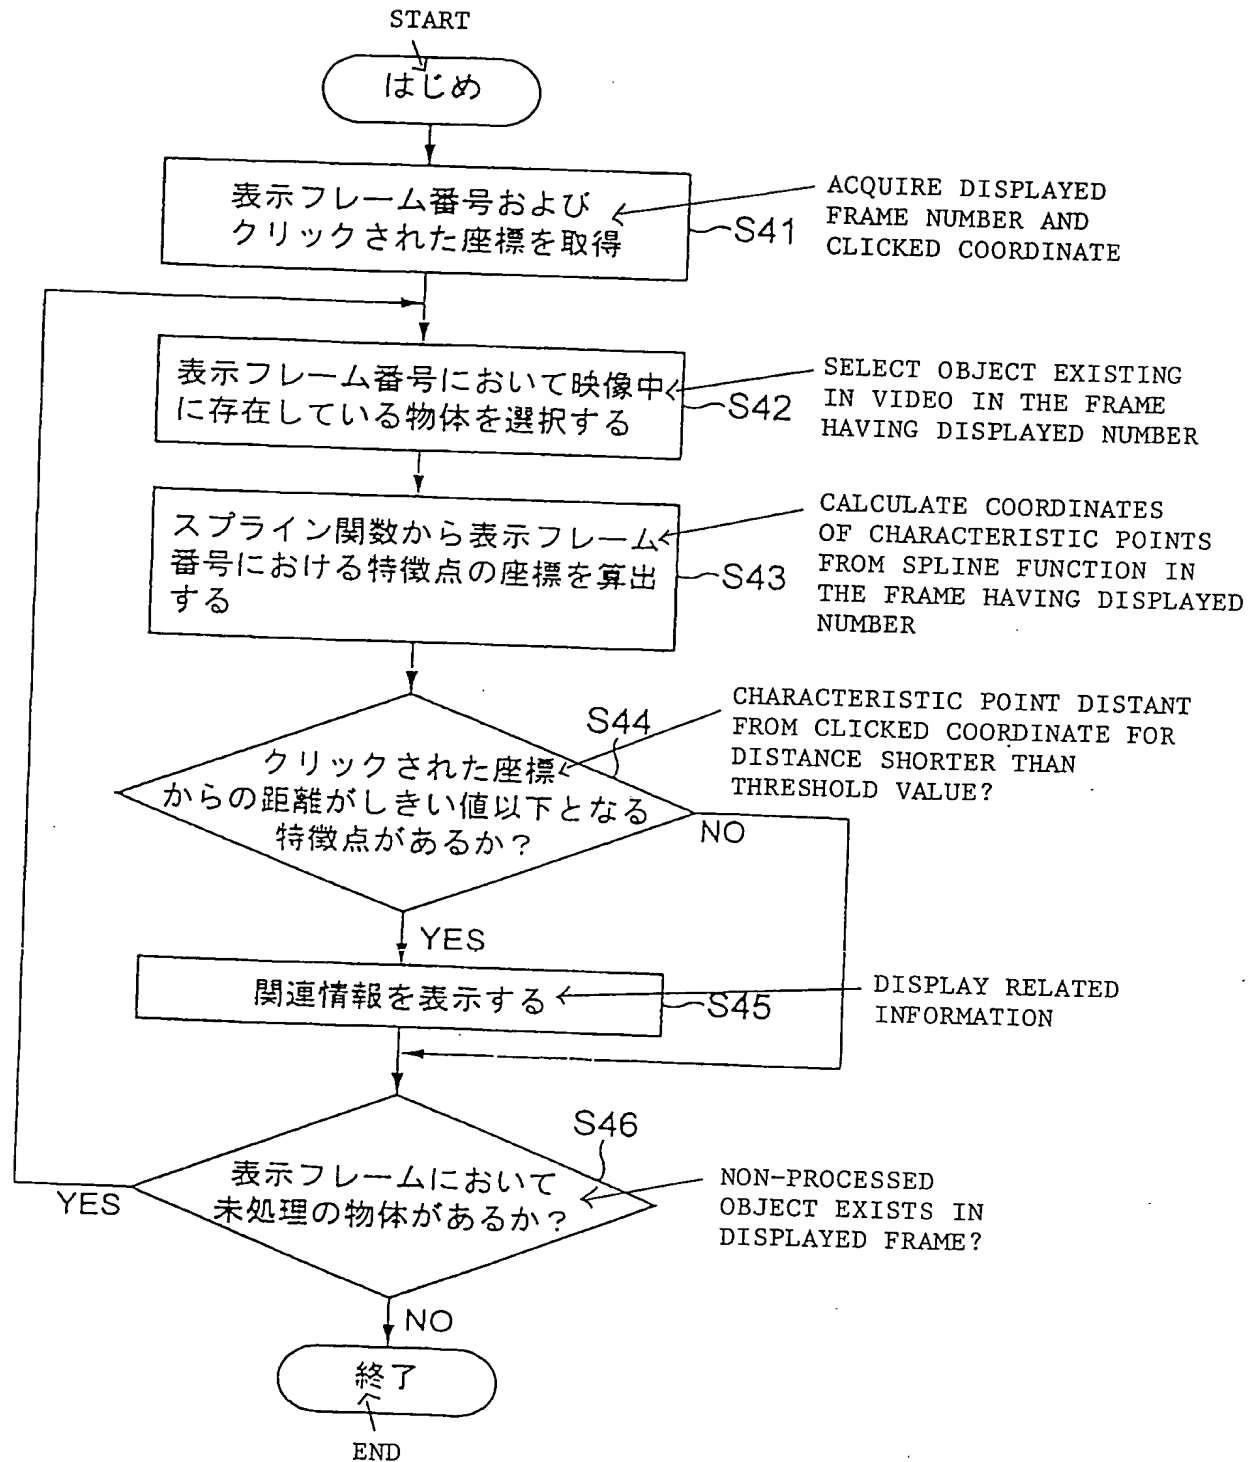 START
はじめ
表示フレーム番号および
クリックされた座標を取得
S41
ACQUIRE DISPLAYED
FRAME NUMBER AND
CLICKED COORDINATE
表示フレーム番号において映像中
に存在している物体を選択する
S42
SELECT OBJECT EXISTING
IN VIDEO IN THE FRAME
HAVING DISPLAYED NUMBER
スプライン関数から表示フレーム
番号における特徴点の座標を算出
する
S43
CALCULATE COORDINATES
OF CHARACTERISTIC POINTS
FROM SPLINE FUNCTION IN
THE FRAME HAVING DISPLAYED
NUMBER
S44
クリックされた座標
からの距離がしきい値以下となる
特徴点があるか?
CHARACTERISTIC POINT DISTANT
FROM CLICKED COORDINATE FOR
DISTANCE SHORTER THAN
THRESHOLD VALUE?
NO
YES
関連情報を表示する
S45
DISPLAY RELATED
INFORMATION
S46
表示フレームにおいて
未処理の物体があるか?
NON-PROCESSED
OBJECT EXISTS IN
DISPLAYED FRAME?
YES
NO
終了
END